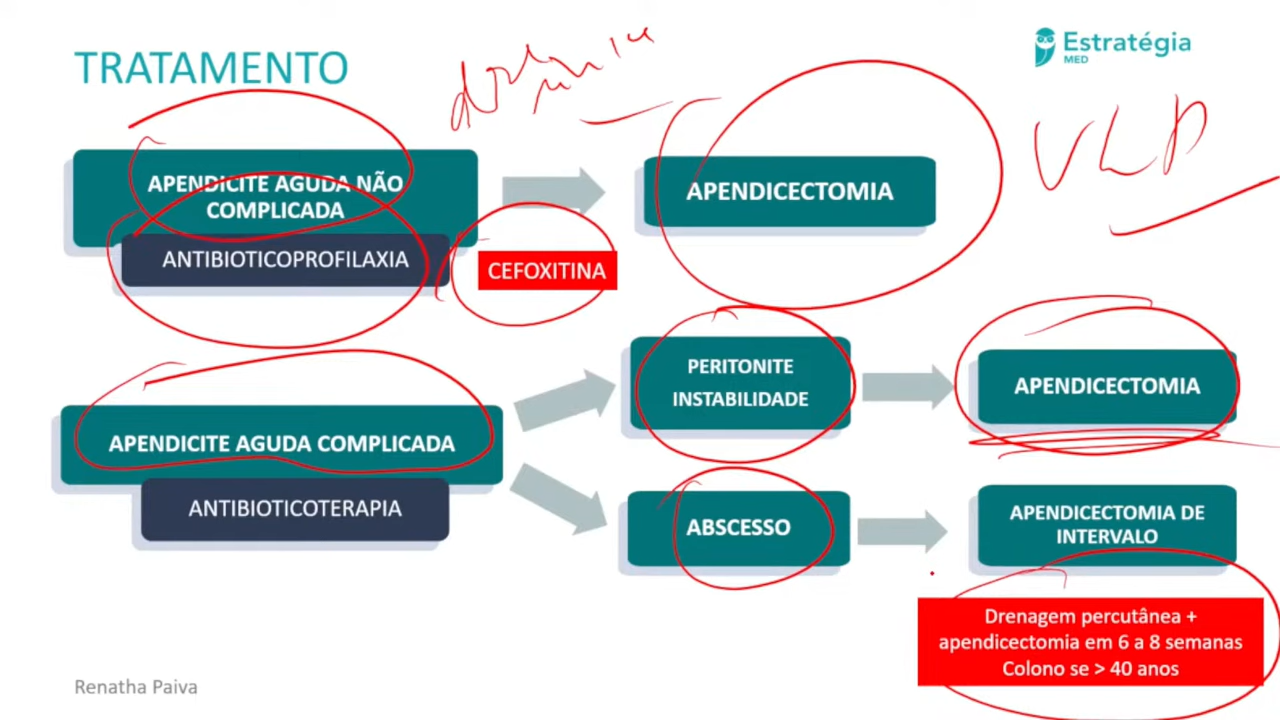 TRATAMENTO
Estratégia
MED
VLP
APENDICITE AGUDA NÃO
COMPLICADA
ANTIBIOTICOPROFILAXIA
CEFOXITINA
APENDICECTOMIA
APENDICITE AGUDA COMPLICADA
ANTIBIOTICOTERAPIA
PERITONITE
INSTABILIDADE
APENDICECTOMIA
ABSCESSO
APENDICECTOMIA DE
INTERVALO
Drenagem percutânea +
apendicectomia em 6 a 8 semanas
Colono se > 40 anos
Renatha Paiva